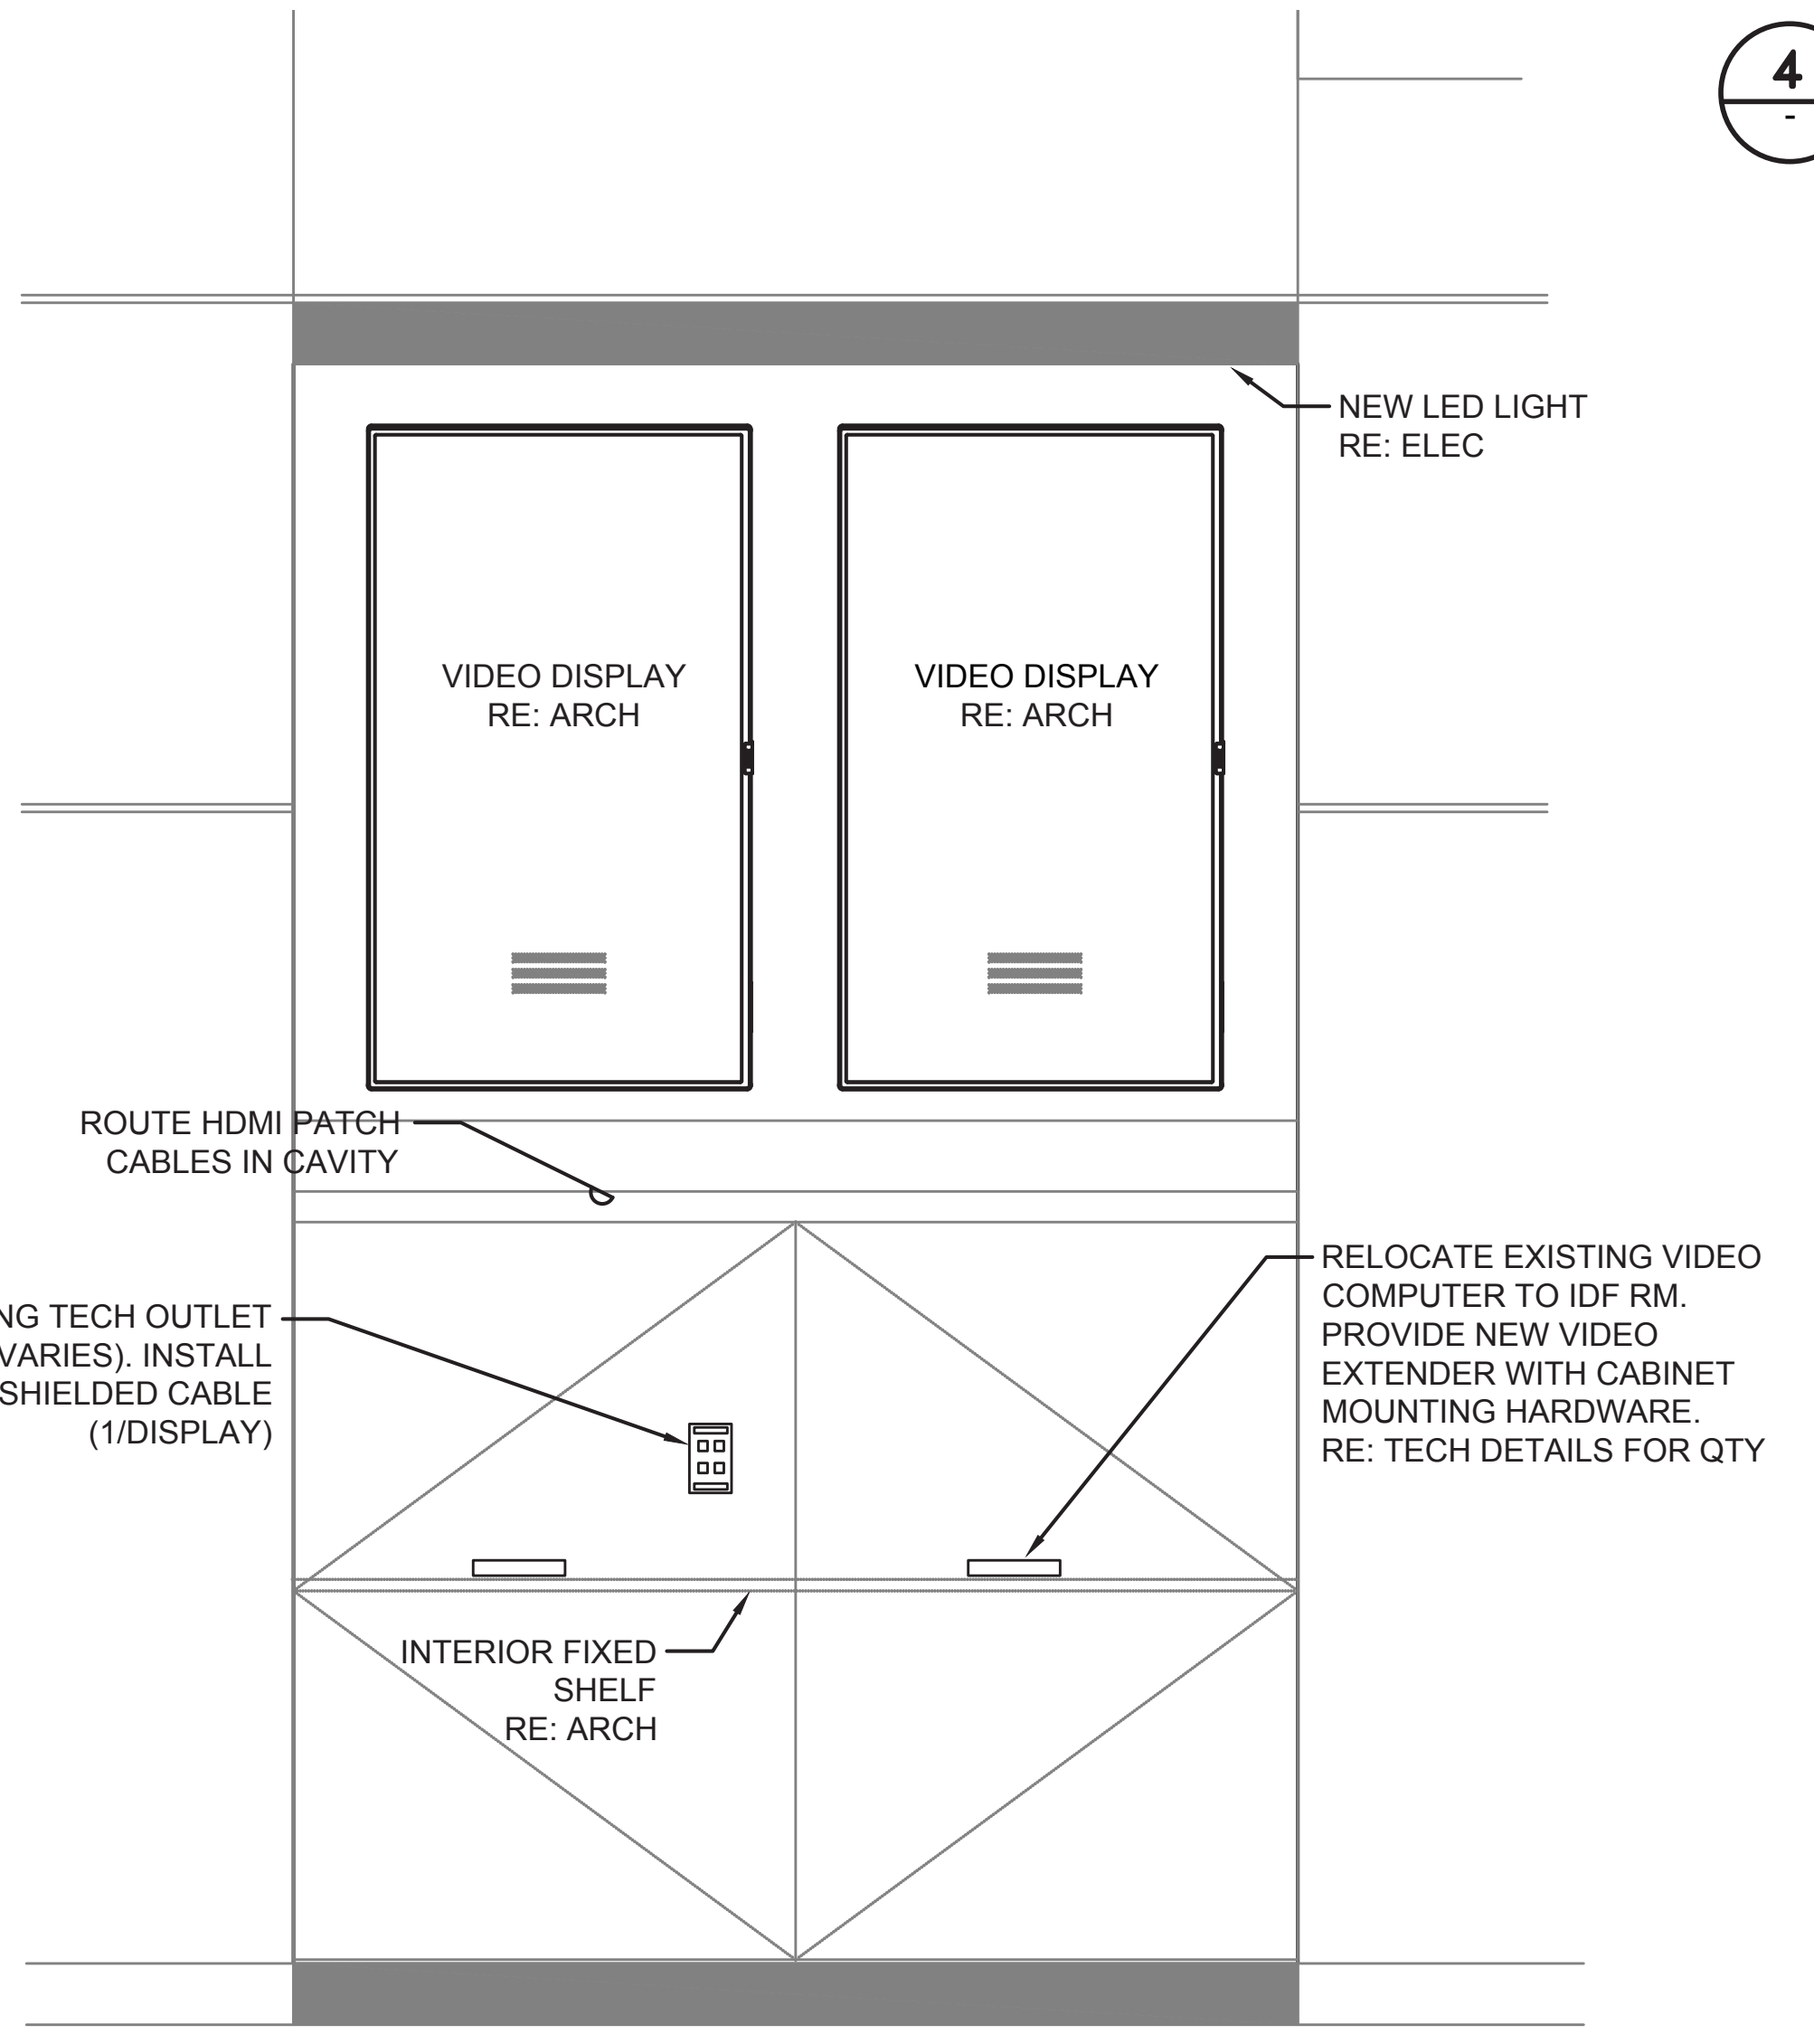 4
-
NEW LED LIGHT
RE: ELEC
VIDEO DISPLAY
RE: ARCH
VIDEO DISPLAY
RE: ARCH
ROUTE HDMI PATCH
CABLES IN CAVITY
TECH OUTLET
VARIES). INSTALL
SHIELDED CABLE
(1/DISPLAY)
RELOCATE EXISTING VIDEO
COMPUTER TO IDF RM.
PROVIDE NEW VIDEO
EXTENDER WITH CABINET
MOUNTING HARDWARE.
RE: TECH DETAILS FOR QTY
INTERIOR FIXED
SHELF
RE: ARCH